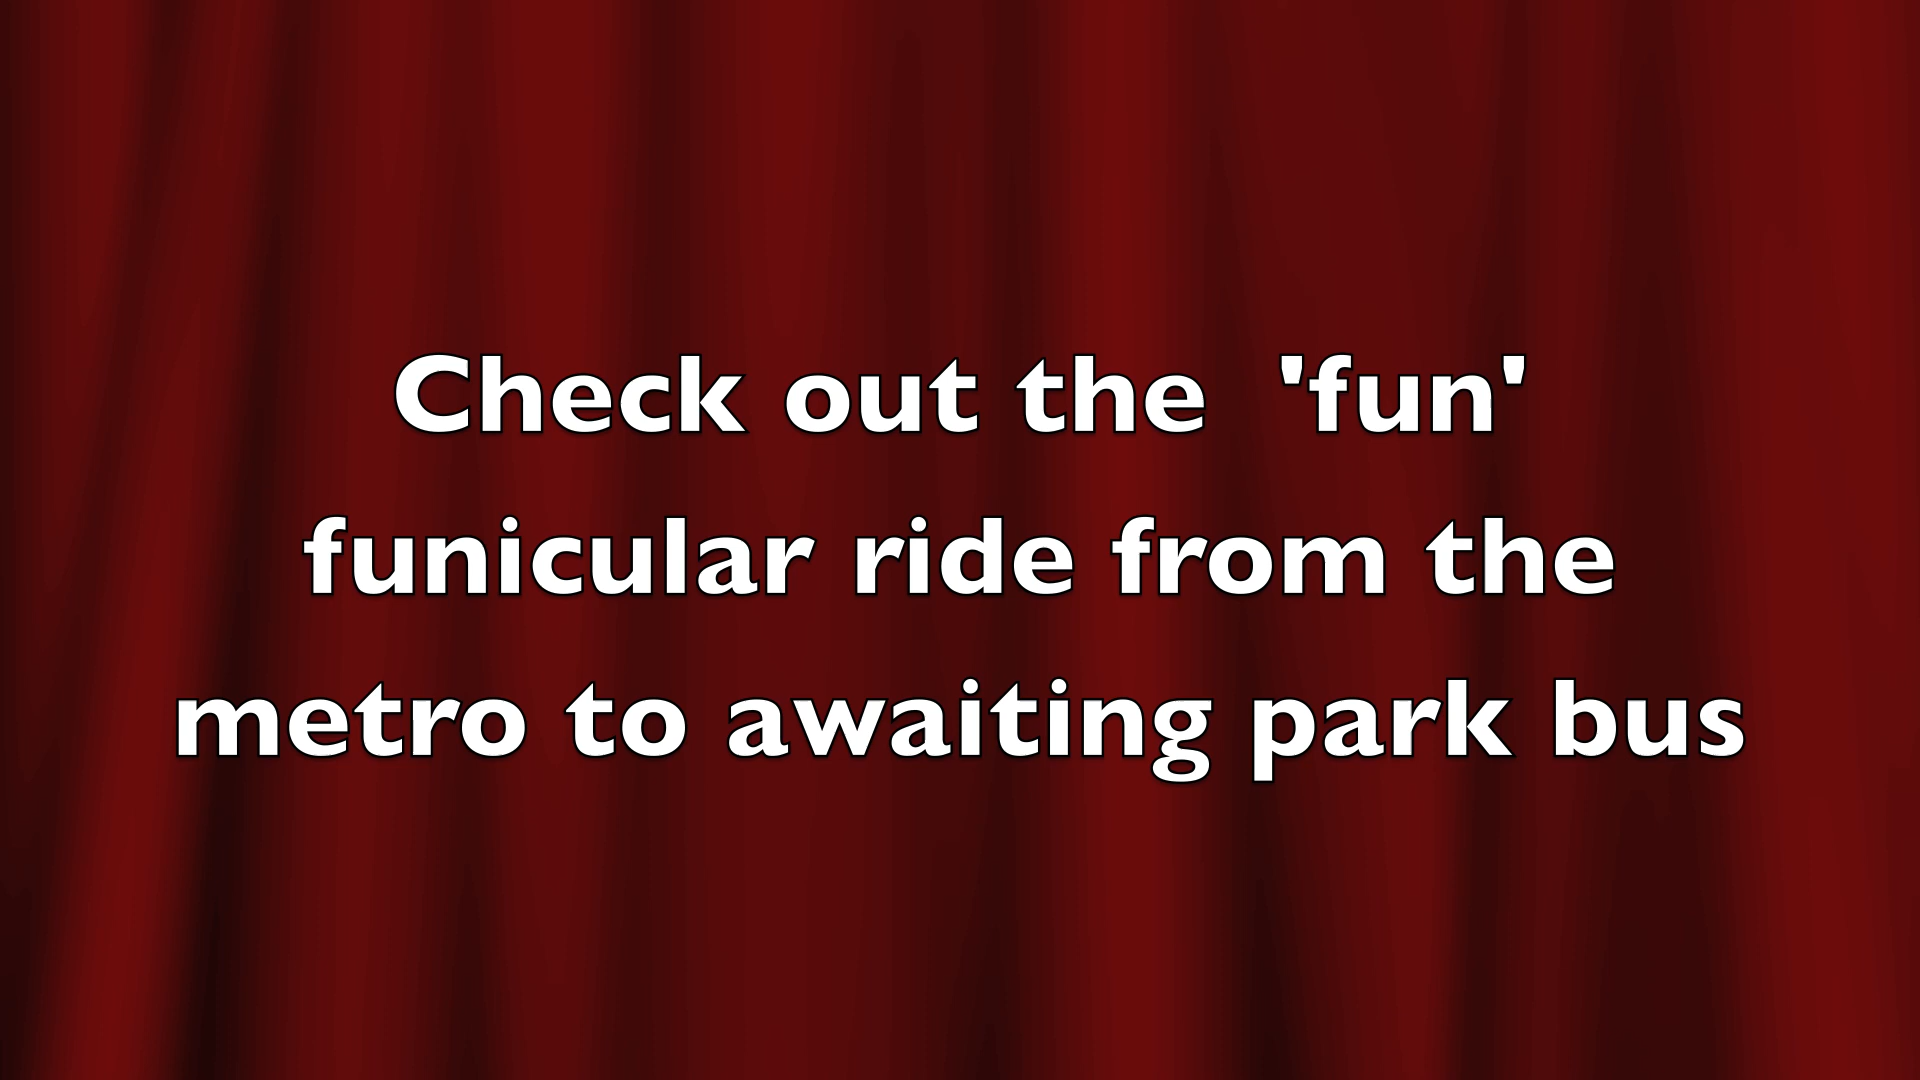 Check out the  'fun'
funicular ride from the
metro to awaiting park bus